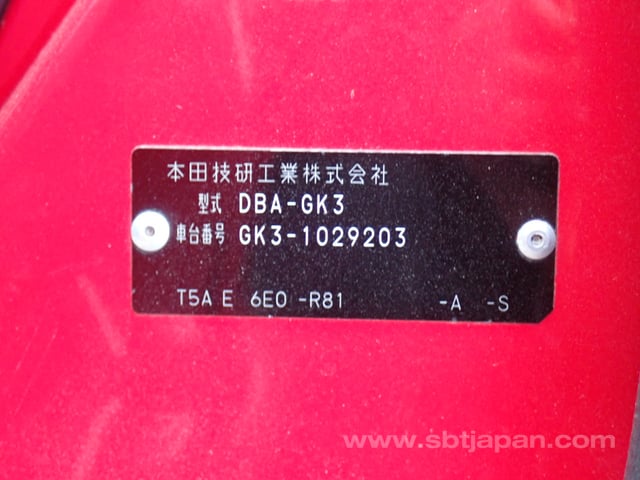 本田技研工業株式会社
型式 DBA-GK3
車台番号 GK3-1029203
T5A E 6E0 -R81 -A -S
www.sbtjapan.com